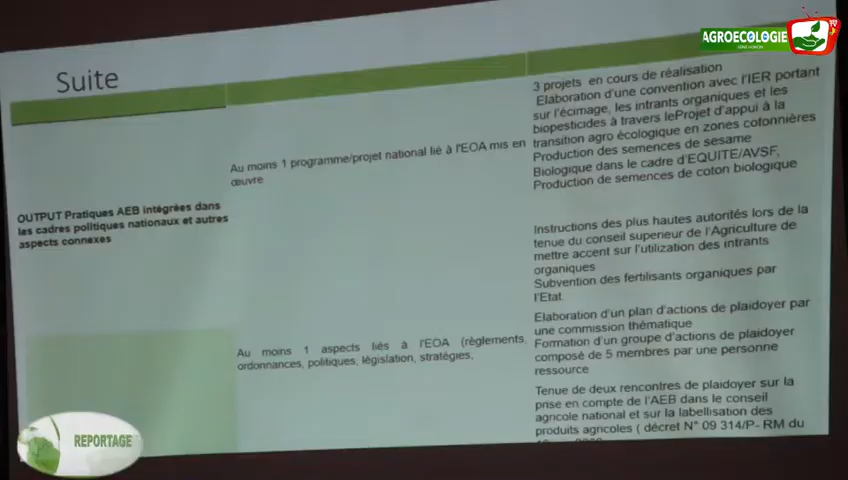 AGROECOLOGIE
TV
Suite
3 projets en cours de réalisation
Elaboration d'une convention avec l'IER portant
sur l'écimage, les intrants organiques et les
biopesticides à travers leProjet d'appui à la
transition agro écologique en zones cotonnières
Production des semences de sesame
Biologique dans le cadre d'EQUITE/AVSF,
Production de semences de coton biologique
Au moins 1 programme/projet national lié à l'EOA mis en
œuvre
OUTPUT Pratiques AEB intégrées dans
les cadres politiques nationaux et autres
aspects connexes
Instructions des plus hautes autorités lors de la
tenue du conseil superieur de l'Agriculture de
mettre accent sur l'utilization des intrants
organiques
Subvention des fertilisants organiques par
l'Etat
Au moins 1 aspects liés à l'EOA (règlements,
ordonnances, politiques, législation, stratégies,
Elaboration d'un plan d'actions de plaidoyer par
une commission thématique
Formation d'un groupe d'actions de plaidoyer
composé de 5 membres par une personne
ressource
Tenue de deux rencontres de plaidoyer sur la
prise en compte de l'AEB dans le conseil
agricole national et sur la labellisation des
produits agricoles ( décret N° 09 314/P- RM du
REPORTAGE